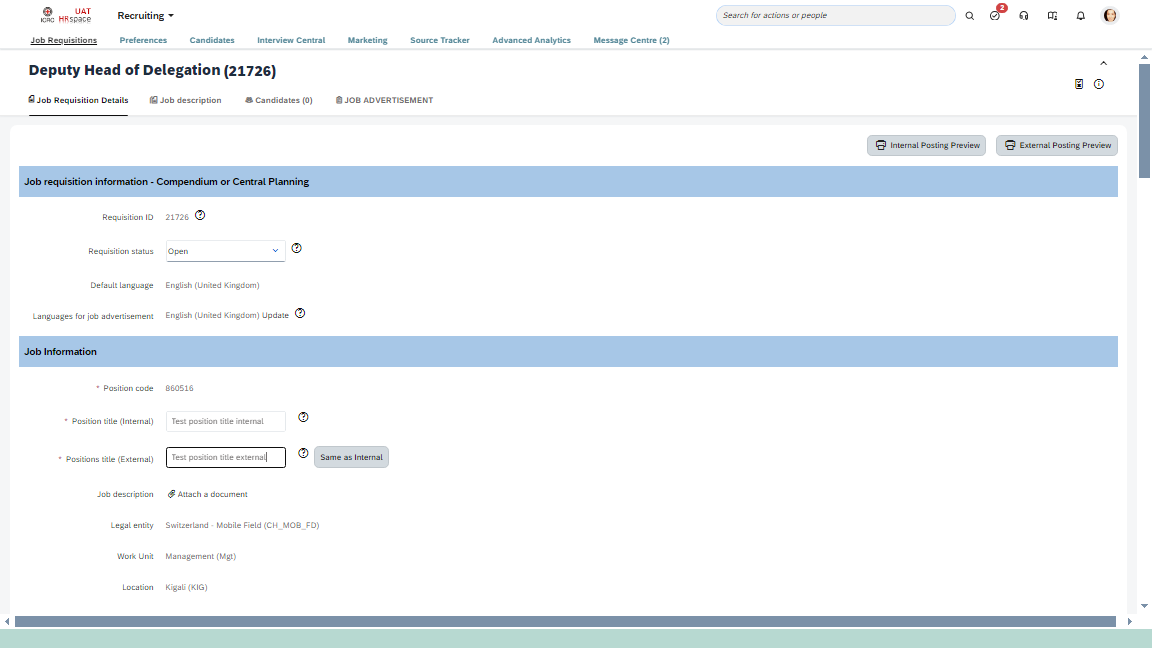 ICRC UAT HRspace Recruiting Search for actions or people 2
Job Requisitions Preferences Candidates Interview Central Marketing Source Tracker Advanced Analytics Message Centre (2)
Deputy Head of Delegation (21726)
Job Requisition Details Job description Candidates (0) JOB ADVERTISEMENT
Internal Posting Preview External Posting Preview
Job requisition information - Compendium or Central Planning
Requisition ID 21726
Requisition status Open
Default language English (United Kingdom)
Languages for job advertisement English (United Kingdom) Update
Job Information
* Position code 860516
* Position title (Internal) Test position title internal
* Positions title (External) Test position title external Same as Internal
Job description Attach a document
Legal entity Switzerland - Mobile Field (CH_MOB_FD)
Work Unit Management (Mgt)
Location Kigali (KIG)